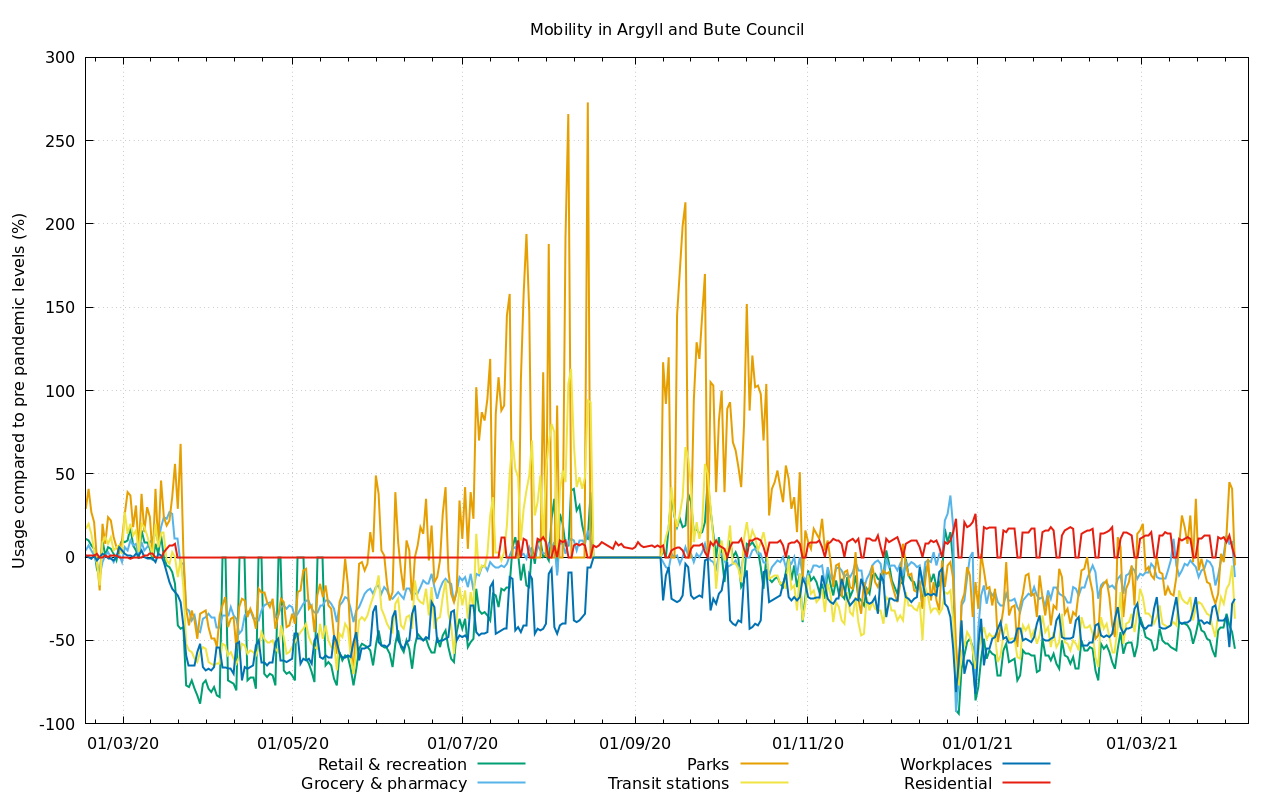 Mobility in Argyll and Bute Council
Usage compared to pre pandemic levels (%)
300
250
200
150
100
50
0
-50
-100
01/03/20 01/05/20 01/07/20 01/09/20 01/11/20 01/01/21 01/03/21
Retail & recreation Parks Workplaces
Grocery & pharmacy Transit stations Residential